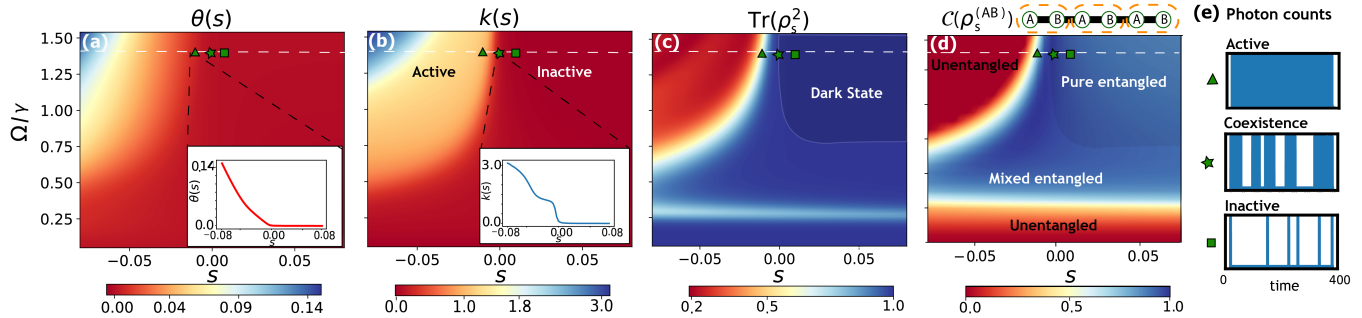 θ(s)
k(s)
Tr(ρ_s^2)
C(ρ_s^(AB))
A B A B A B
(e) Photon counts
(a)
(b)
(c)
(d)
Ω/γ
1.50
1.25
1.00
0.75
0.50
0.25
Active
Inactive
Dark State
Unentangled
Pure entangled
Mixed entangled
Unentangled
0,14
0.0
θ(s)
−0.08 0.00 0.08
s
3.0
0.0
k(s)
−0.08 0.00 0.08
s
−0.05 0.00 0.05
s
−0.05 0.00 0.05
s
−0.05 0.00 0.05
s
−0.05 0.00 0.05
s
0.00 0.04 0.09 0.14
0.0 1.0 1.8 3.0
0.2 0.5 1.0
0.0 0.5 1.0
Active
Coexistence
Inactive
0 time 400